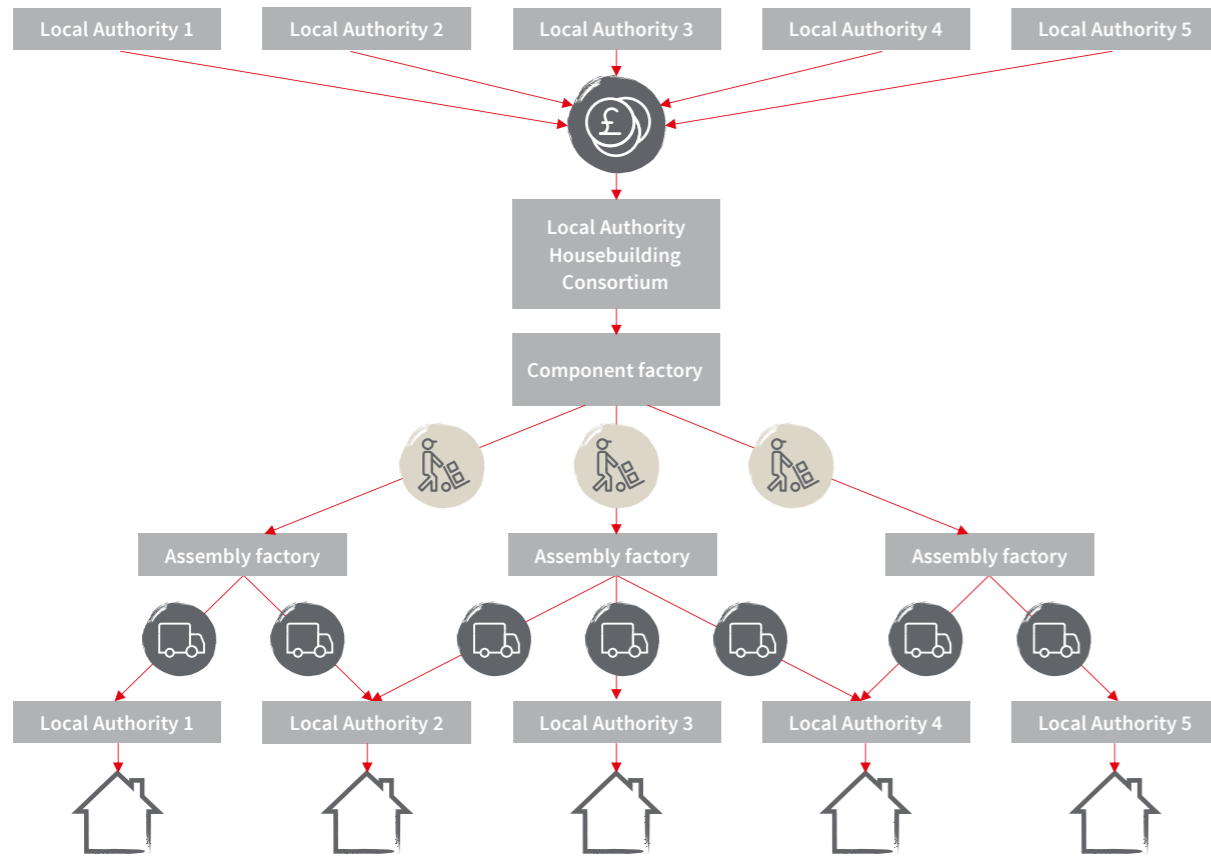 Local Authority 1
Local Authority 2
Local Authority 3
Local Authority 4
Local Authority 5
£
Local Authority
Housebuilding
Consortium
Component factory
Assembly factory
Assembly factory
Assembly factory
Local Authority 1
Local Authority 2
Local Authority 3
Local Authority 4
Local Authority 5